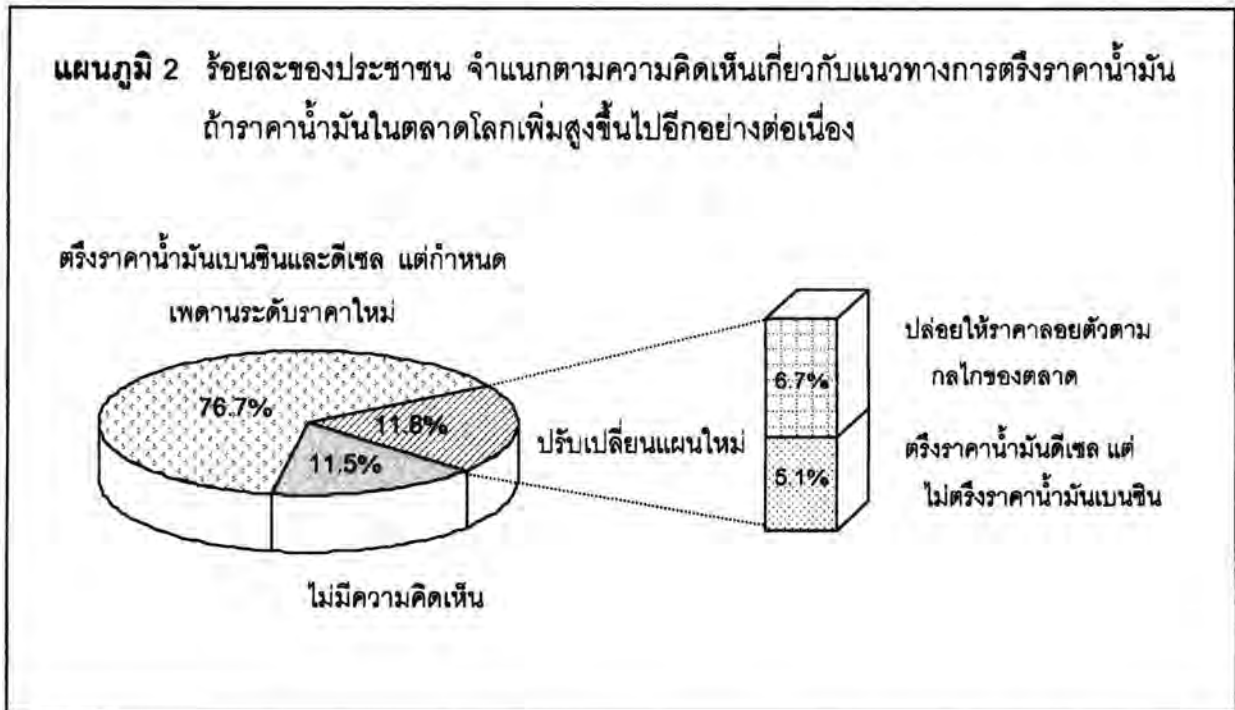 แผนภูมิ 2 ร้อยละของประชาชน จำแนกตามความคิดเห็นเกี่ยวกับแนวทางการตรึงราคาน้ำมัน
ถ้าราคาน้ำมันในตลาดโลกเพิ่มสูงขึ้นไปอีกอย่างต่อเนื่อง
ตรึงราคาน้ำมันเบนซินและดีเซล แต่กำหนด
เพดานระดับราคาใหม่
76.7%
11.8%
11.5%
ปรับเปลี่ยนแผนใหม่
ไม่มีความคิดเห็น
6.7%
ปล่อยให้ราคาลอยตัวตาม
กลไกของตลาด
5.1%
ตรึงราคาน้ำมันดีเซล แต่
ไม่ตรึงราคาน้ำมันเบนซิน